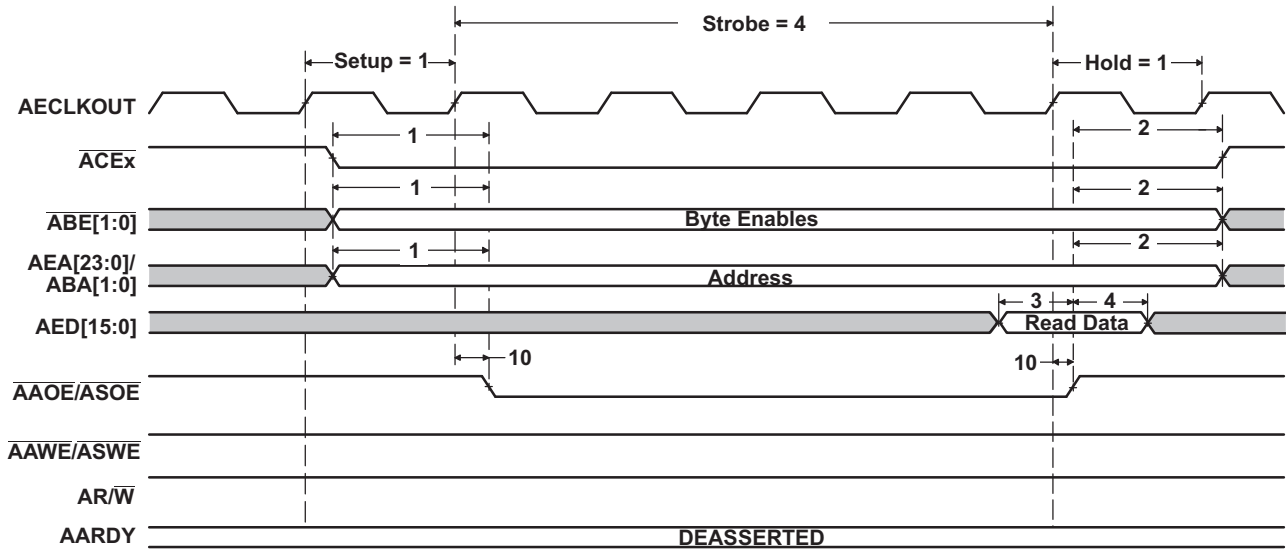 Strobe = 4
Setup = 1
Hold = 1
AECLKOUT
1
2
ACEx
1
2
ABE[1:0]
Byte Enables
1
2
AEA[23:0]/
ABA[1:0]
Address
3
4
AED[15:0]
Read Data
10
10
AAOE/ASOE
AAWE/ASWE
AR/W
AARDY
DEASSERTED